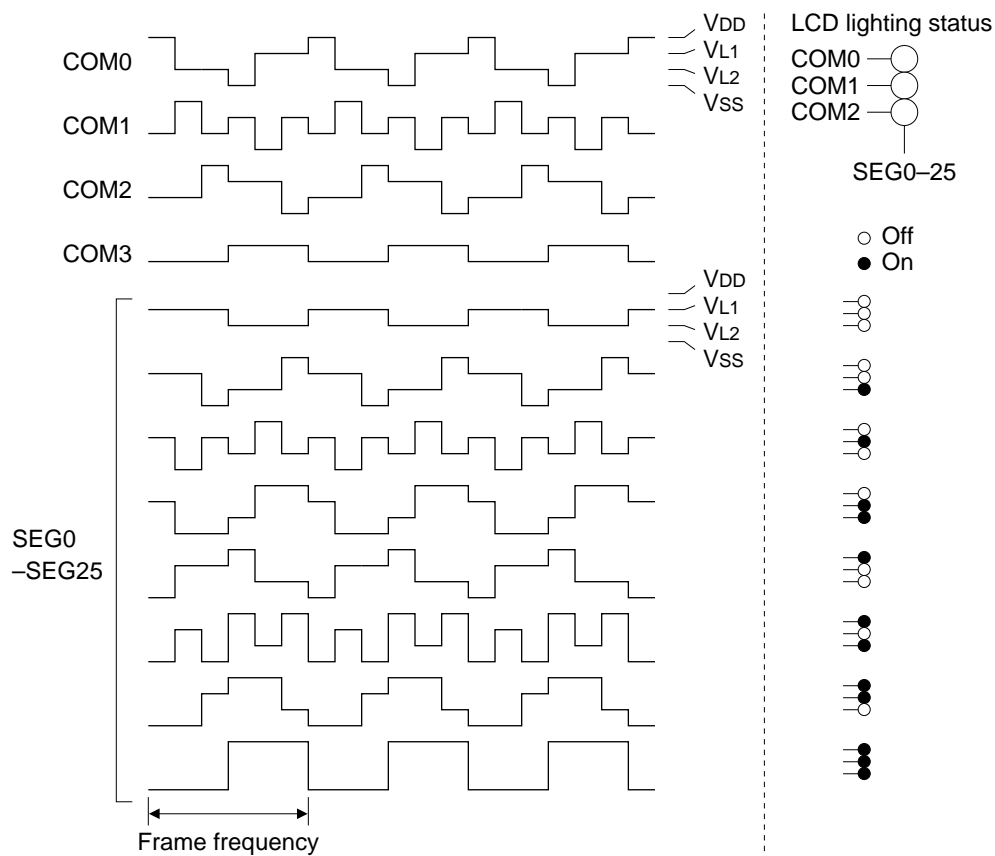 COM0
COM1
COM2
COM3
VDD
VL1
VL2
VSS
VDD
VL1
VL2
VSS
SEG0
–SEG25
Frame frequency
LCD lighting status
COM0
COM1
COM2
SEG0–25
Off
On